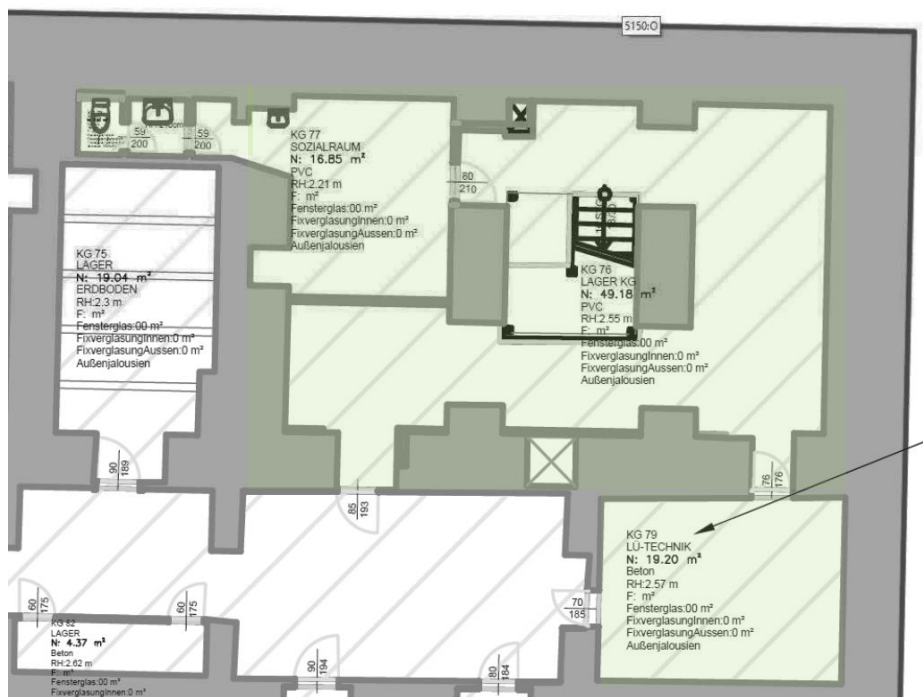 5150:O
59
200
59
200
KG 77
SOZIALRAUM
N: 16.85 m²
PVC
RH:2.21 m
F: m²
Fensterglas:00 m²
FixverglasungInnen:0 m²
FixverglasungAussen:0 m²
Außenjalousien
80
210
KG 75
LAGER
N: 19.04 m²
ERDBODEN
RH:2.3 m
F: m²
Fensterglas:00 m²
FixverglasungInnen:0 m²
FixverglasungAussen:0 m²
Außenjalousien
KG 76
LAGER KG
N: 49.18 m²
PVC
RH:2.55 m
F: m²
Fensterglas:00 m²
FixverglasungInnen:0 m²
FixverglasungAussen:0 m²
Außenjalousien
90
189
85
193
76
176
KG 79
LÜ-TECHNIK
N: 19.20 m²
Beton
RH:2.57 m
F: m²
Fensterglas:00 m²
FixverglasungInnen:0 m²
FixverglasungAussen:0 m²
Außenjalousien
60
175
60
175
70
185
KG 82
LAGER
N: 4.37 m²
Beton
RH:2.62 m
F: m²
Fensterglas:00 m²
FixverglasungInnen:0 m²
90
194
80
184